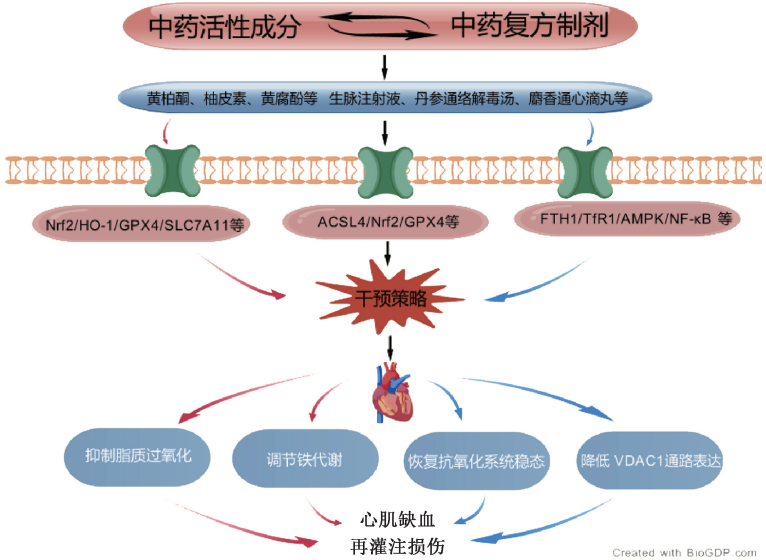 中药活性成分 中药复方制剂
黄柏酮、柚皮素、黄腐酚等 生脉注射液、丹参通络解毒汤、麝香通心滴丸等
Nrf2/HO-1/GPX4/SLC7A11等 ACSL4/Nrf2/GPX4等 FTH1/TfR1/AMPK/NF-κB 等
干预策略
抑制脂质过氧化 调节铁代谢 恢复抗氧化系统稳态 降低 VDAC1通路表达
心肌缺血
再灌注损伤
Created with BioGDP.com